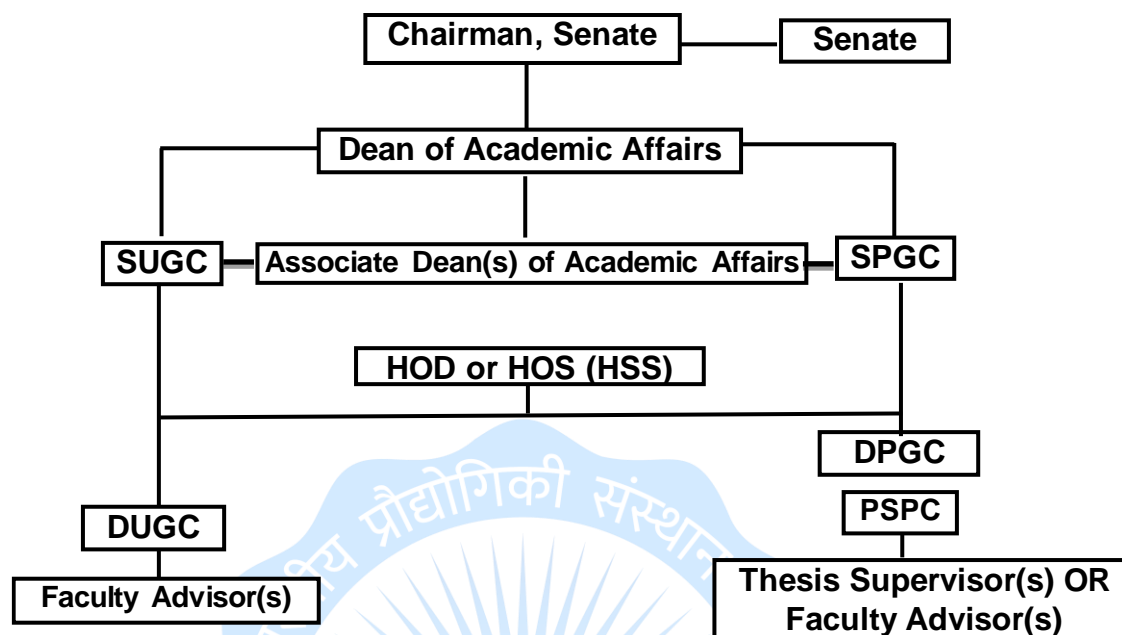 Chairman, Senate
Senate
Dean of Academic Affairs
SUGC
Associate Dean(s) of Academic Affairs
SPGC
HOD or HOS (HSS)
DPGC
PSPC
DUGC
Faculty Advisor(s)
Thesis Supervisor(s) OR
Faculty Advisor(s)
प्रौद्योगिकी संस्थान